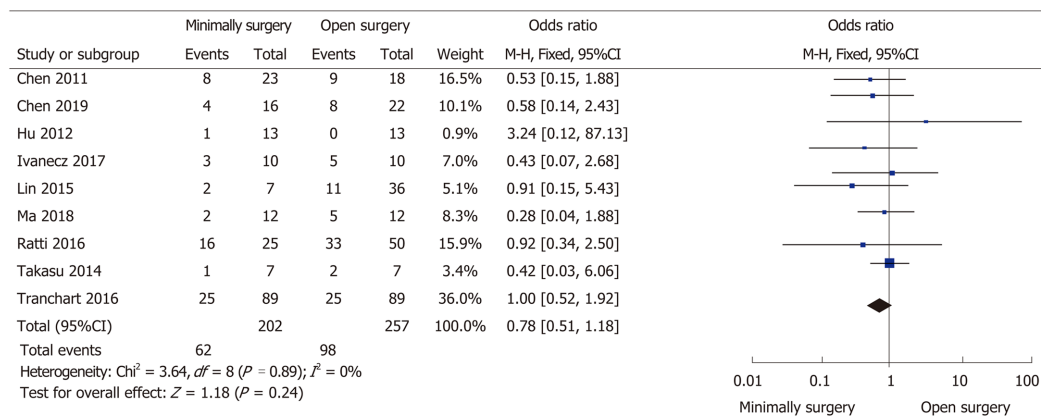 Minimally surgery Open surgery Odds ratio Odds ratio
Study or subgroup Events Total Events Total Weight M-H, Fixed, 95%CI M-H, Fixed, 95%CI
Chen 2011 8 23 9 18 16.5% 0.53 [0.15, 1.88]
Chen 2019 4 16 8 22 10.1% 0.58 [0.14, 2.43]
Hu 2012 1 13 0 13 0.9% 3.24 [0.12, 87.13]
Ivanecz 2017 3 10 5 10 7.0% 0.43 [0.07, 2.68]
Lin 2015 2 7 11 36 5.1% 0.91 [0.15, 5.43]
Ma 2018 2 12 5 12 8.3% 0.28 [0.04, 1.88]
Ratti 2016 16 25 33 50 15.9% 0.92 [0.34, 2.50]
Takasu 2014 1 7 2 7 3.4% 0.42 [0.03, 6.06]
Tranchart 2016 25 89 25 89 36.0% 1.00 [0.52, 1.92]
Total (95%CI) 202 257 100.0% 0.78 [0.51, 1.18]
Total events 62 98
Heterogeneity: Chi² = 3.64, df = 8 (P = 0.89); I² = 0%
Test for overall effect: Z = 1.18 (P = 0.24)
0.01 0.1 1 10 100
Minimally surgery Open surgery